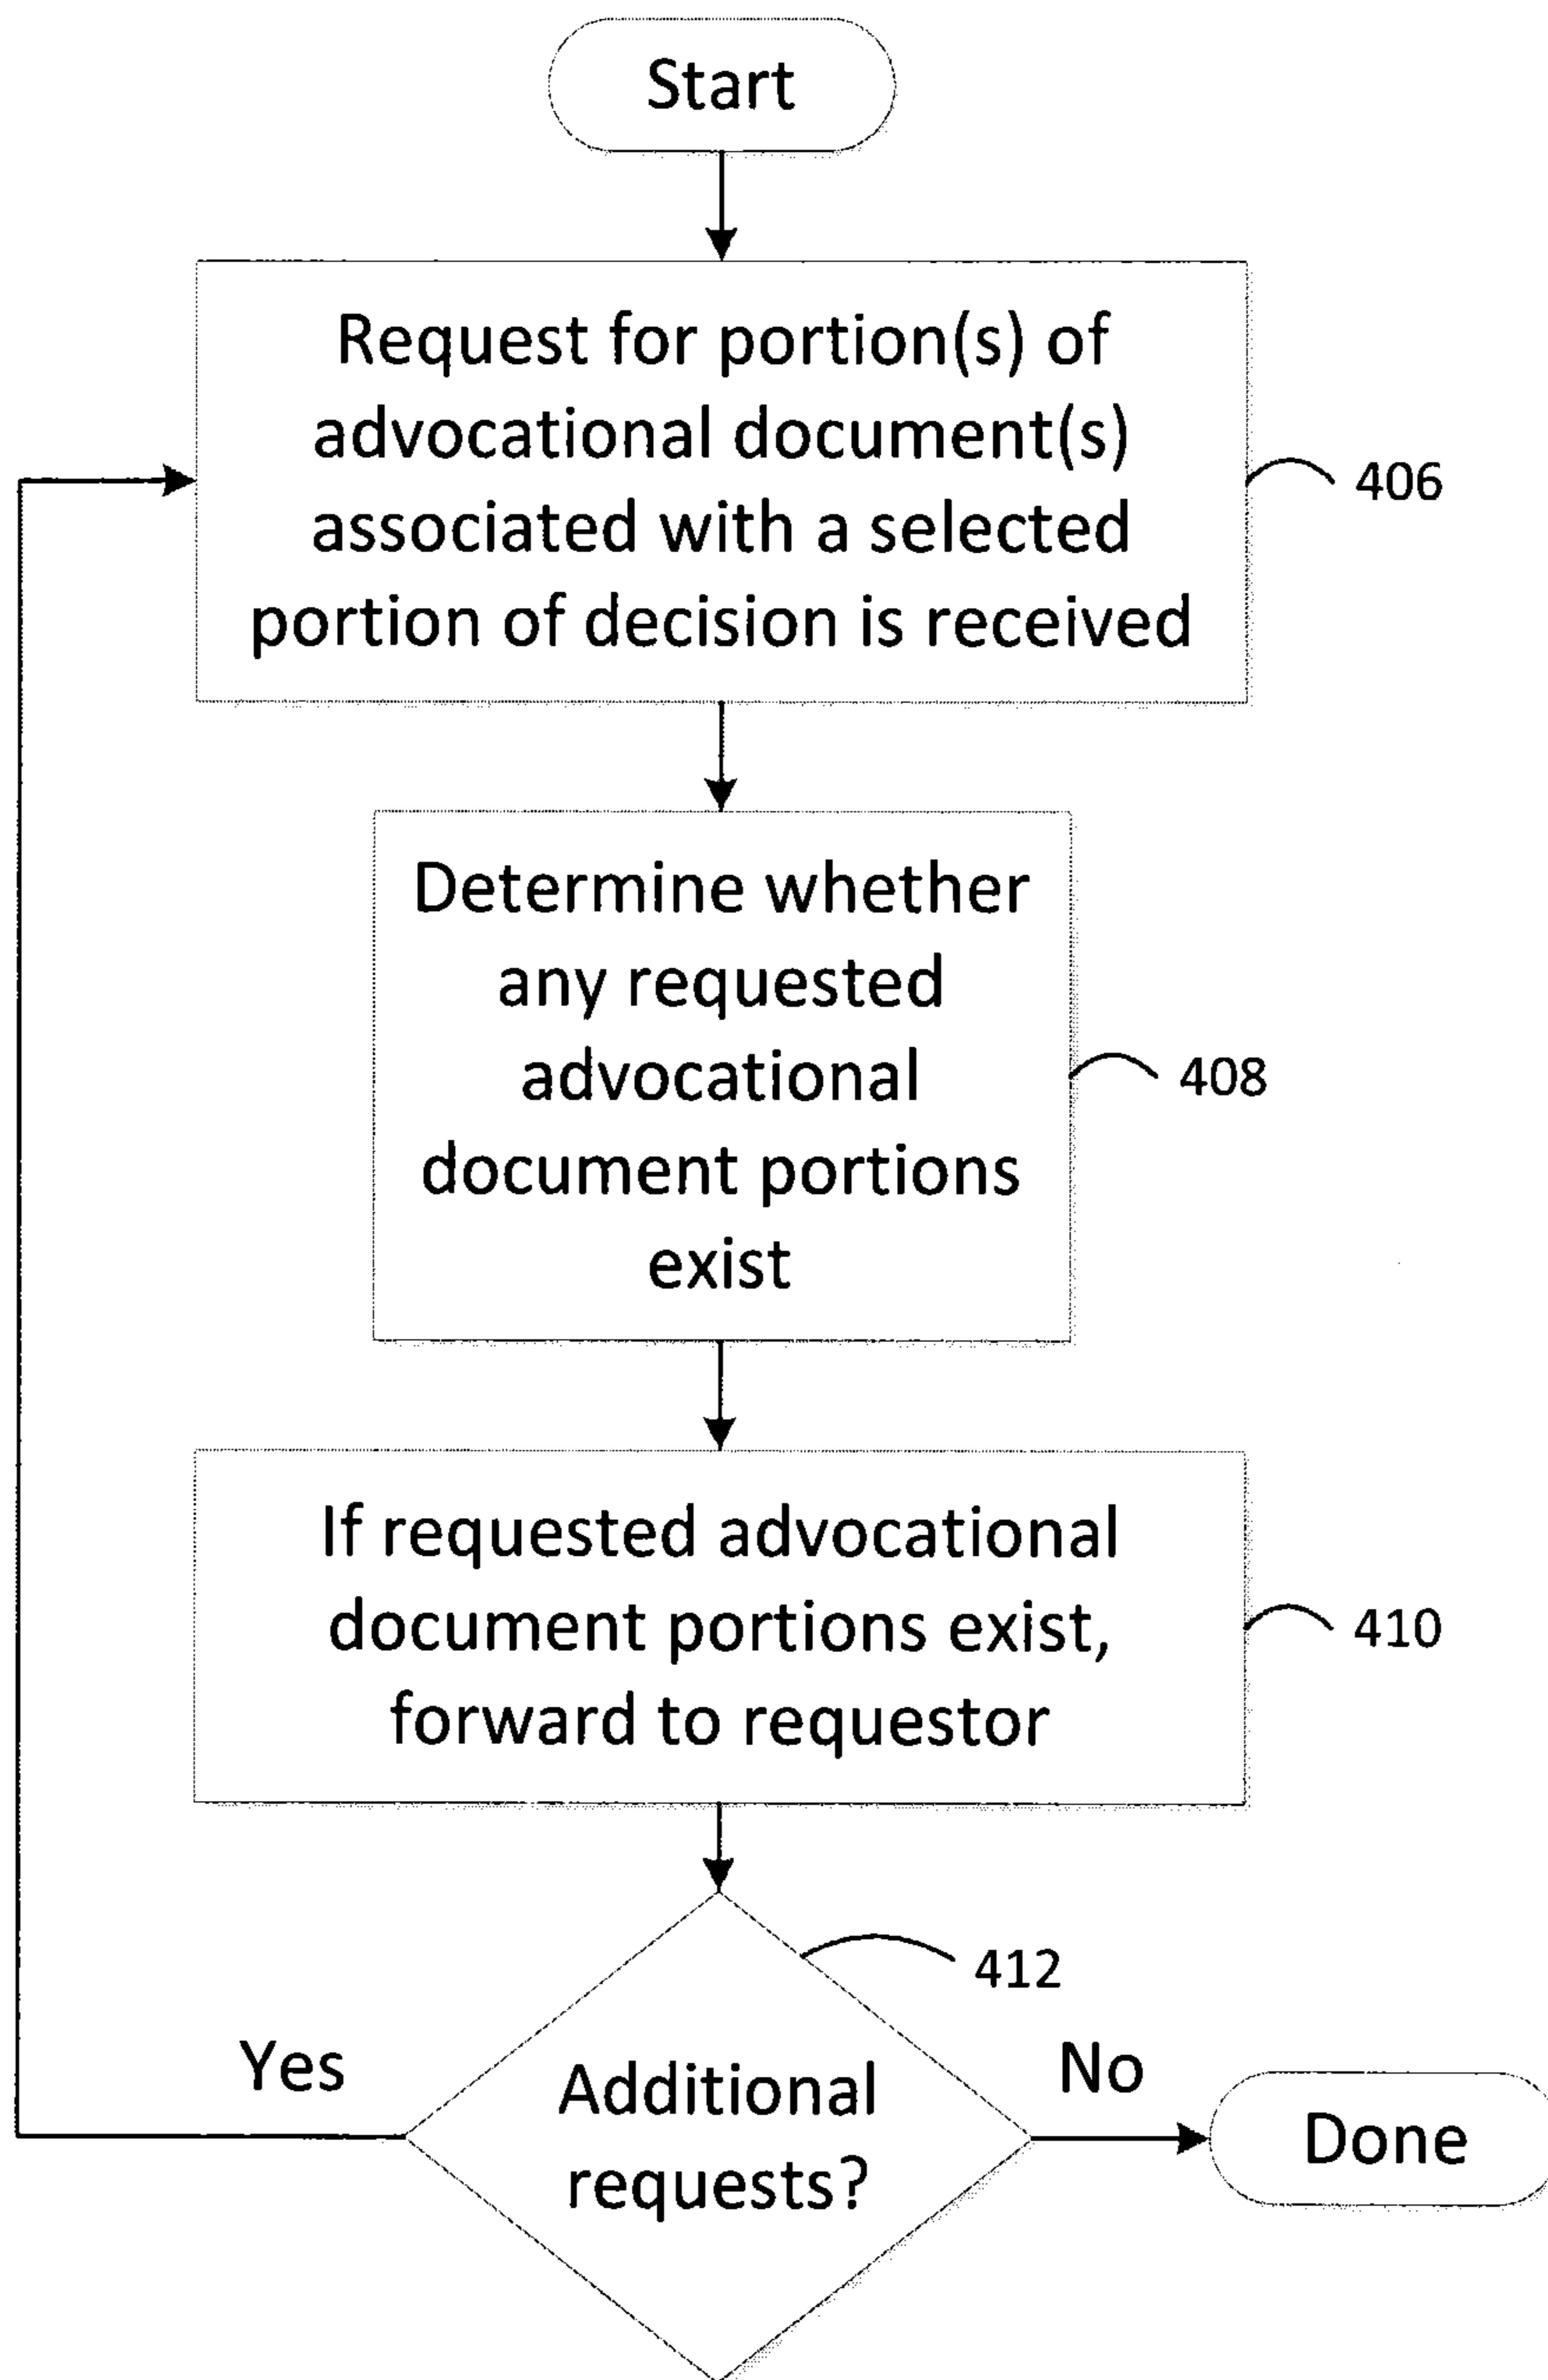 Start
Request for portion(s) of
advocational document(s)
associated with a selected
portion of decision is received
406
Determine whether
any requested
advocational
document portions
exist
408
If requested advocational
document portions exist,
forward to requestor
410
412
Yes
Additional
requests?
No
Done